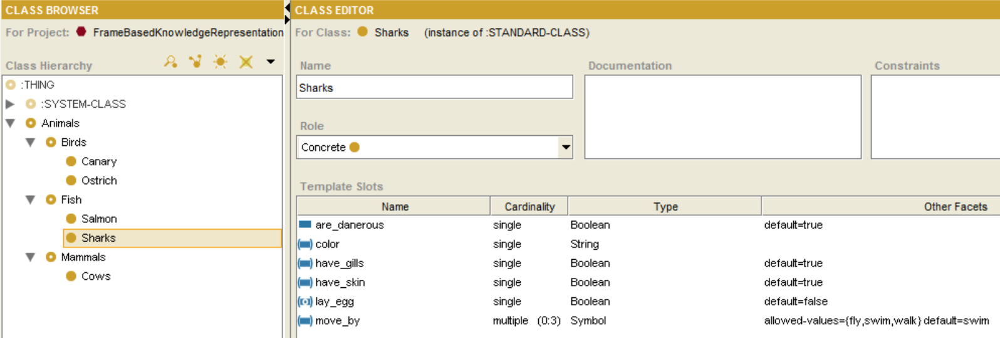 CLASS BROWSER
For Project: FrameBasedKnowledgeRepresentation
Class Hierarchy
:THING
:SYSTEM-CLASS
Animals
Birds
Canary
Ostrich
Fish
Salmon
Sharks
Mammals
Cows
CLASS EDITOR
For Class: Sharks (instance of :STANDARD-CLASS)
Name Documentation Constraints
Sharks
Role
Concrete
Template Slots
Name Cardinality Type Other Facets
are_danerous single Boolean default=true
color single String
have_gills single Boolean default=true
have_skin single Boolean default=true
lay_egg single Boolean default=false
move_by multiple (0:3) Symbol allowed-values={fly,swim,walk} default=swim